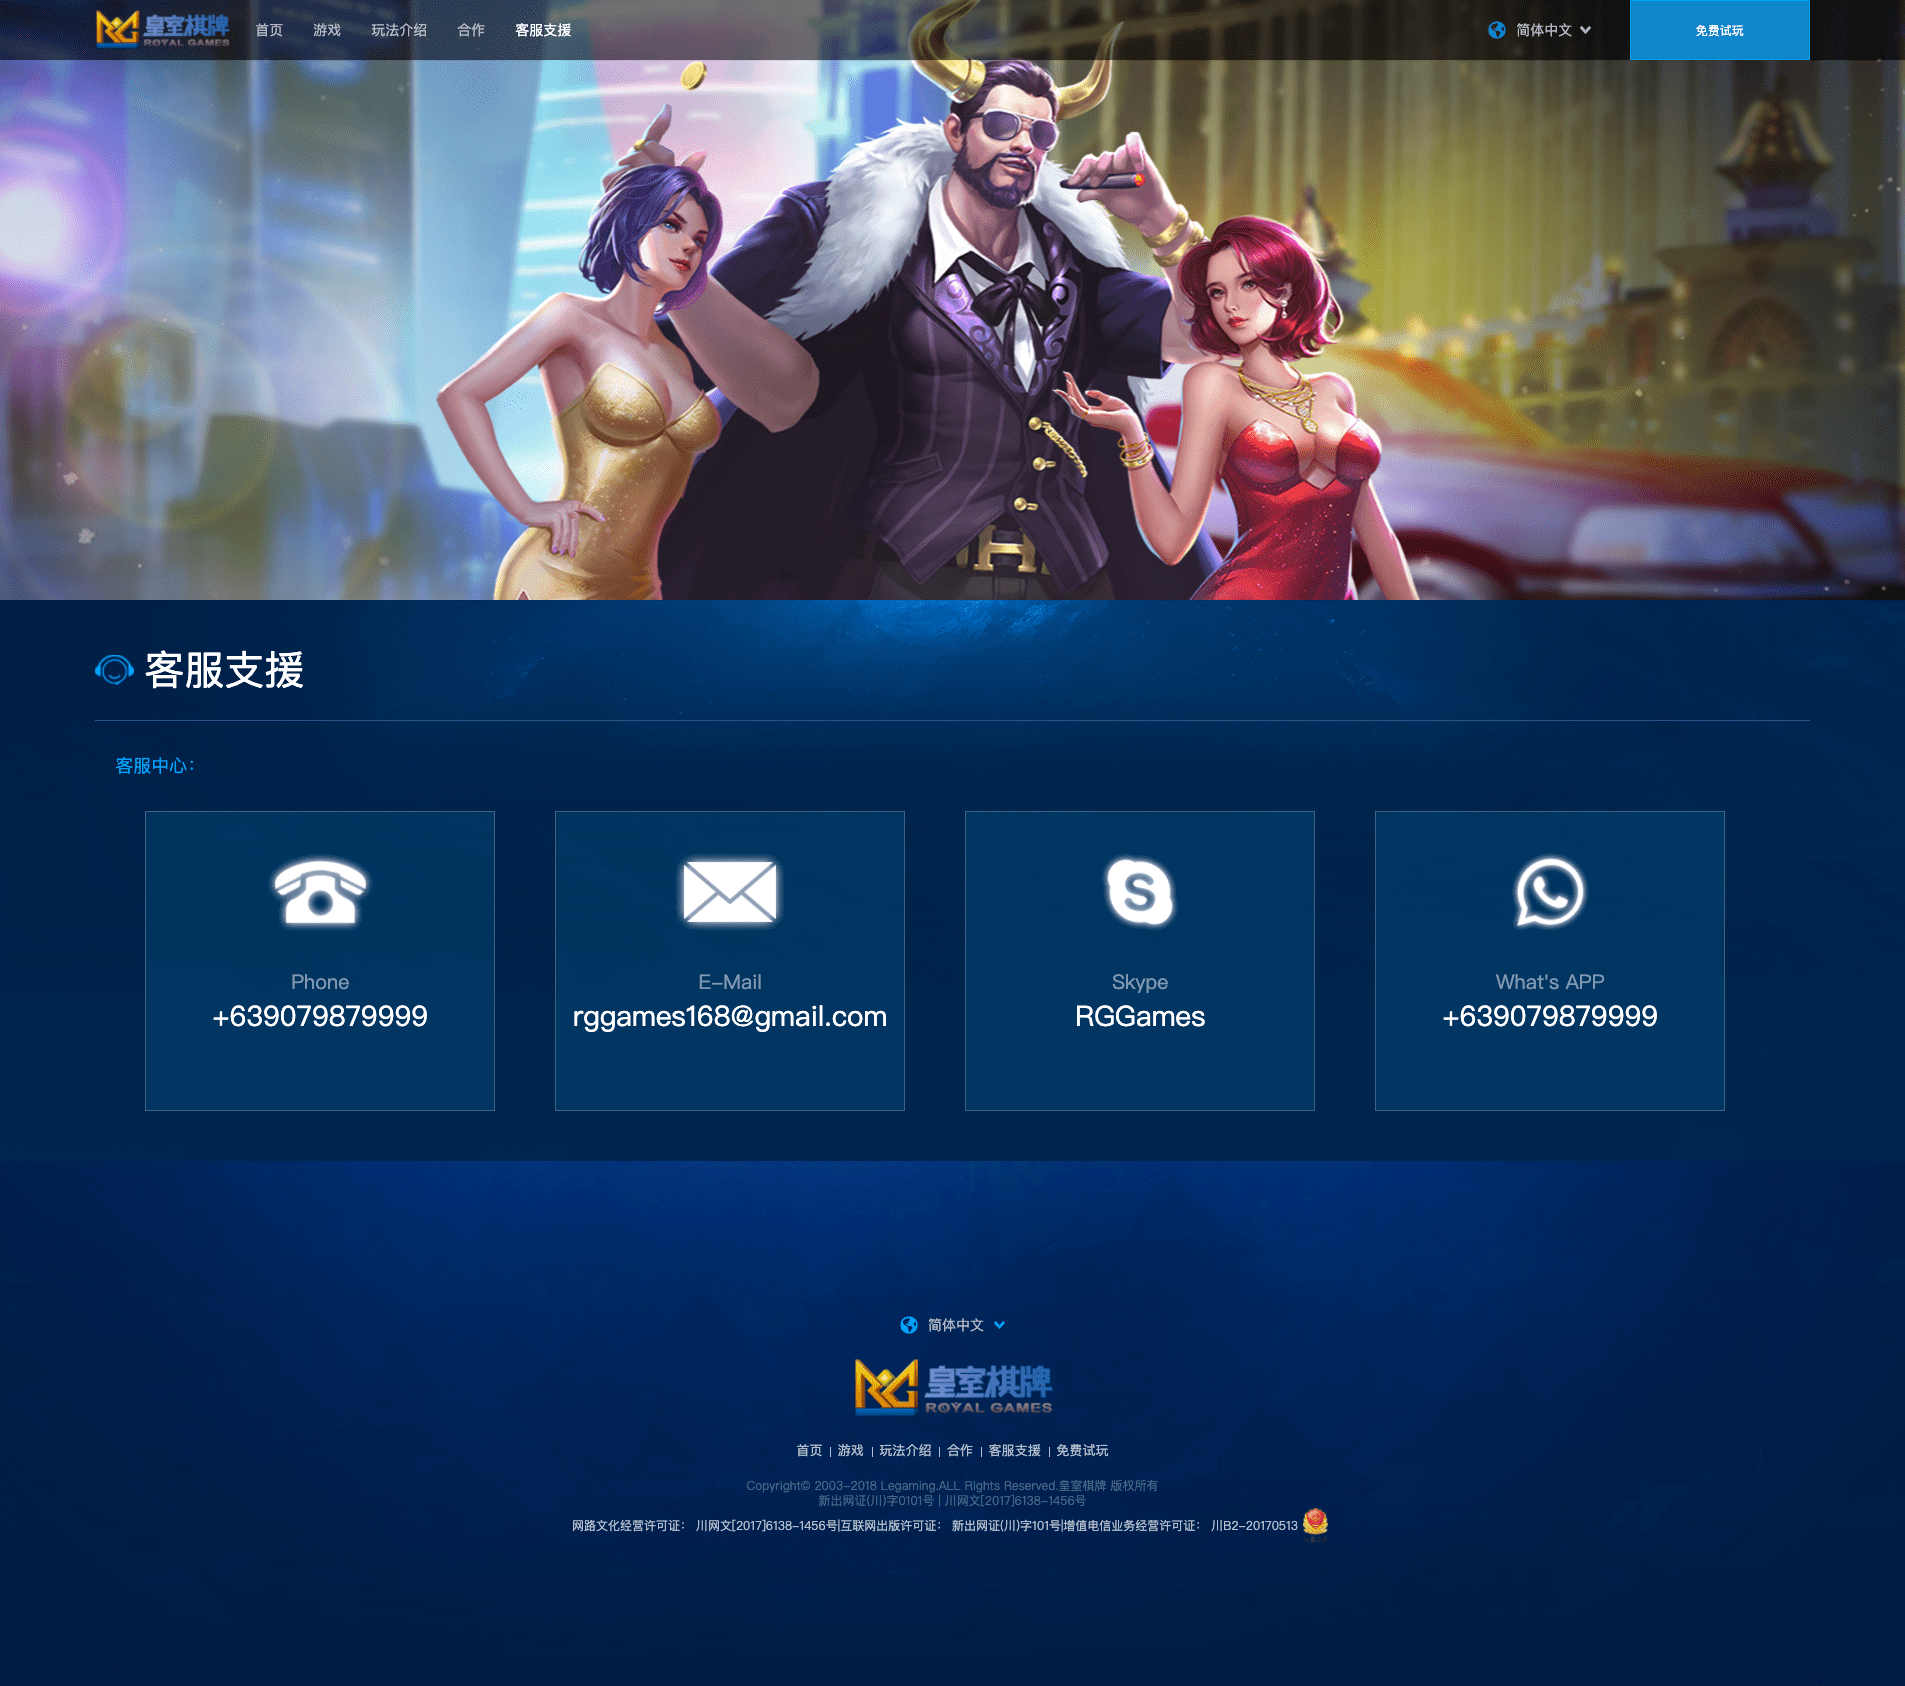 皇室棋牌
ROYAL GAMES
首页 游戏 玩法介绍 合作 客服支援
简体中文
免费试玩
客服支援
客服中心:
Phone
+639079879999
E-Mail
rggames168@gmail.com
Skype
RGGames
What's APP
+639079879999
简体中文
皇室棋牌
ROYAL GAMES
首页 | 游戏 | 玩法介绍 | 合作 | 客服支援 | 免费试玩
Copyright© 2003-2018 Legaming.ALL Rights Reserved.皇室棋牌 版权所有
新出网证(川)字0101号 | 川网文[2017]6138-1456号
网路文化经营许可证: 川网文[2017]6138-1456号|互联网出版许可证: 新出网证(川)字101号|增值电信业务经营许可证: 川B2-20170513